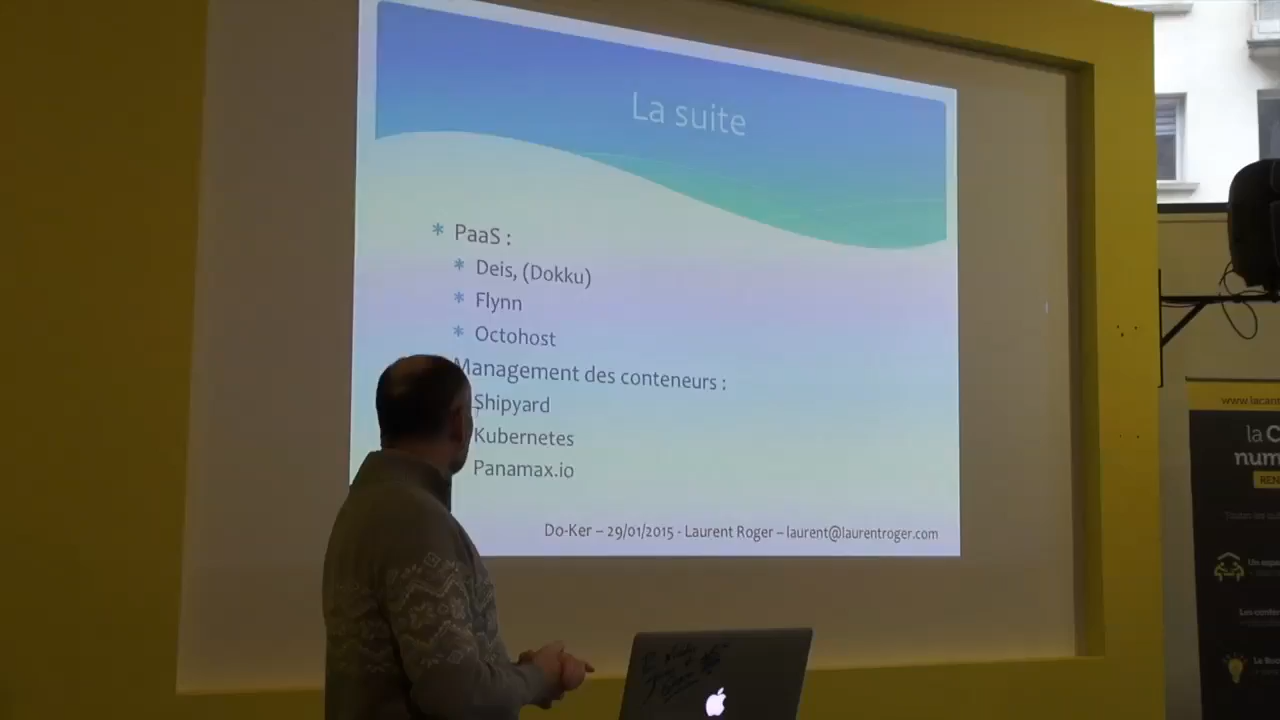 La suite
* PaaS :
* Deis, (Dokku)
* Flynn
* Octohost
Management des conteneurs :
Shipyard
Kubernetes
Panamax.io
Do-Ker – 29/01/2015 - Laurent Roger – laurent@laurentroger.com
la